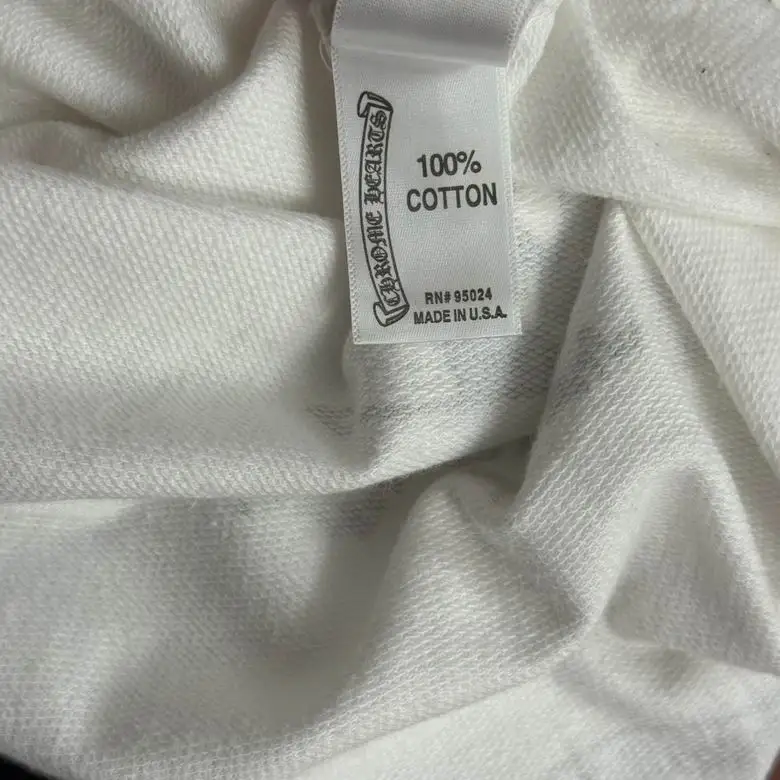 CHROME HEARTS
100%
COTTON
RN# 95024
MADE IN U.S.A.